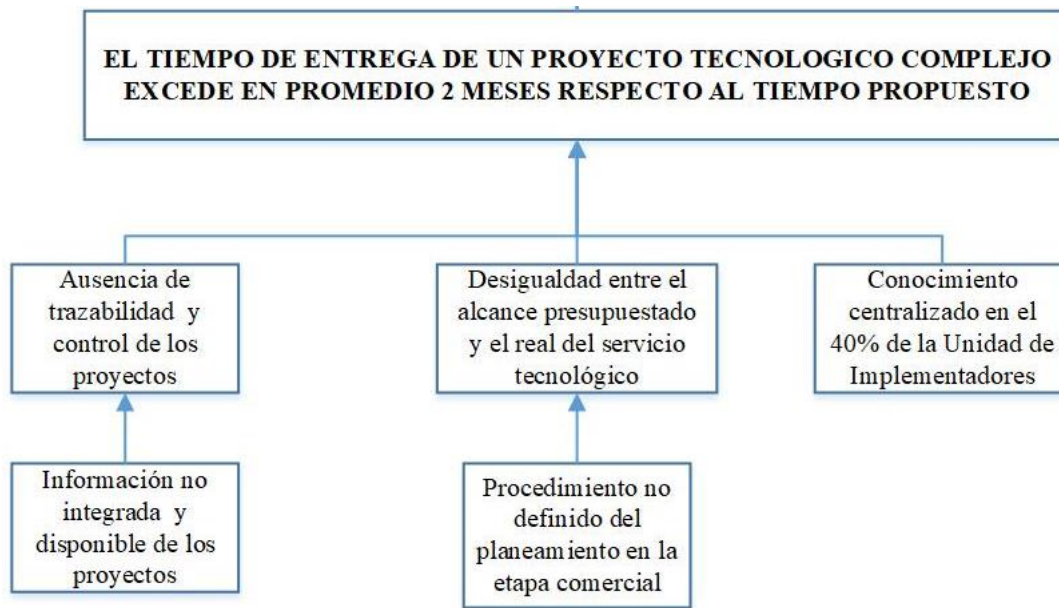 EL TIEMPO DE ENTREGA DE UN PROYECTO TECNOLOGICO COMPLEJO
EXCEDE EN PROMEDIO 2 MESES RESPECTO AL TIEMPO PROPUESTO
Ausencia de
trazabilidad y
control de los
proyectos
Desigualdad entre el
alcance presupuestado
y el real del servicio
tecnológico
Conocimiento
centralizado en el
40% de la Unidad de
Implementadores
Información no
integrada y
disponible de los
proyectos
Procedimiento no
definido del
planeamiento en la
etapa comercial